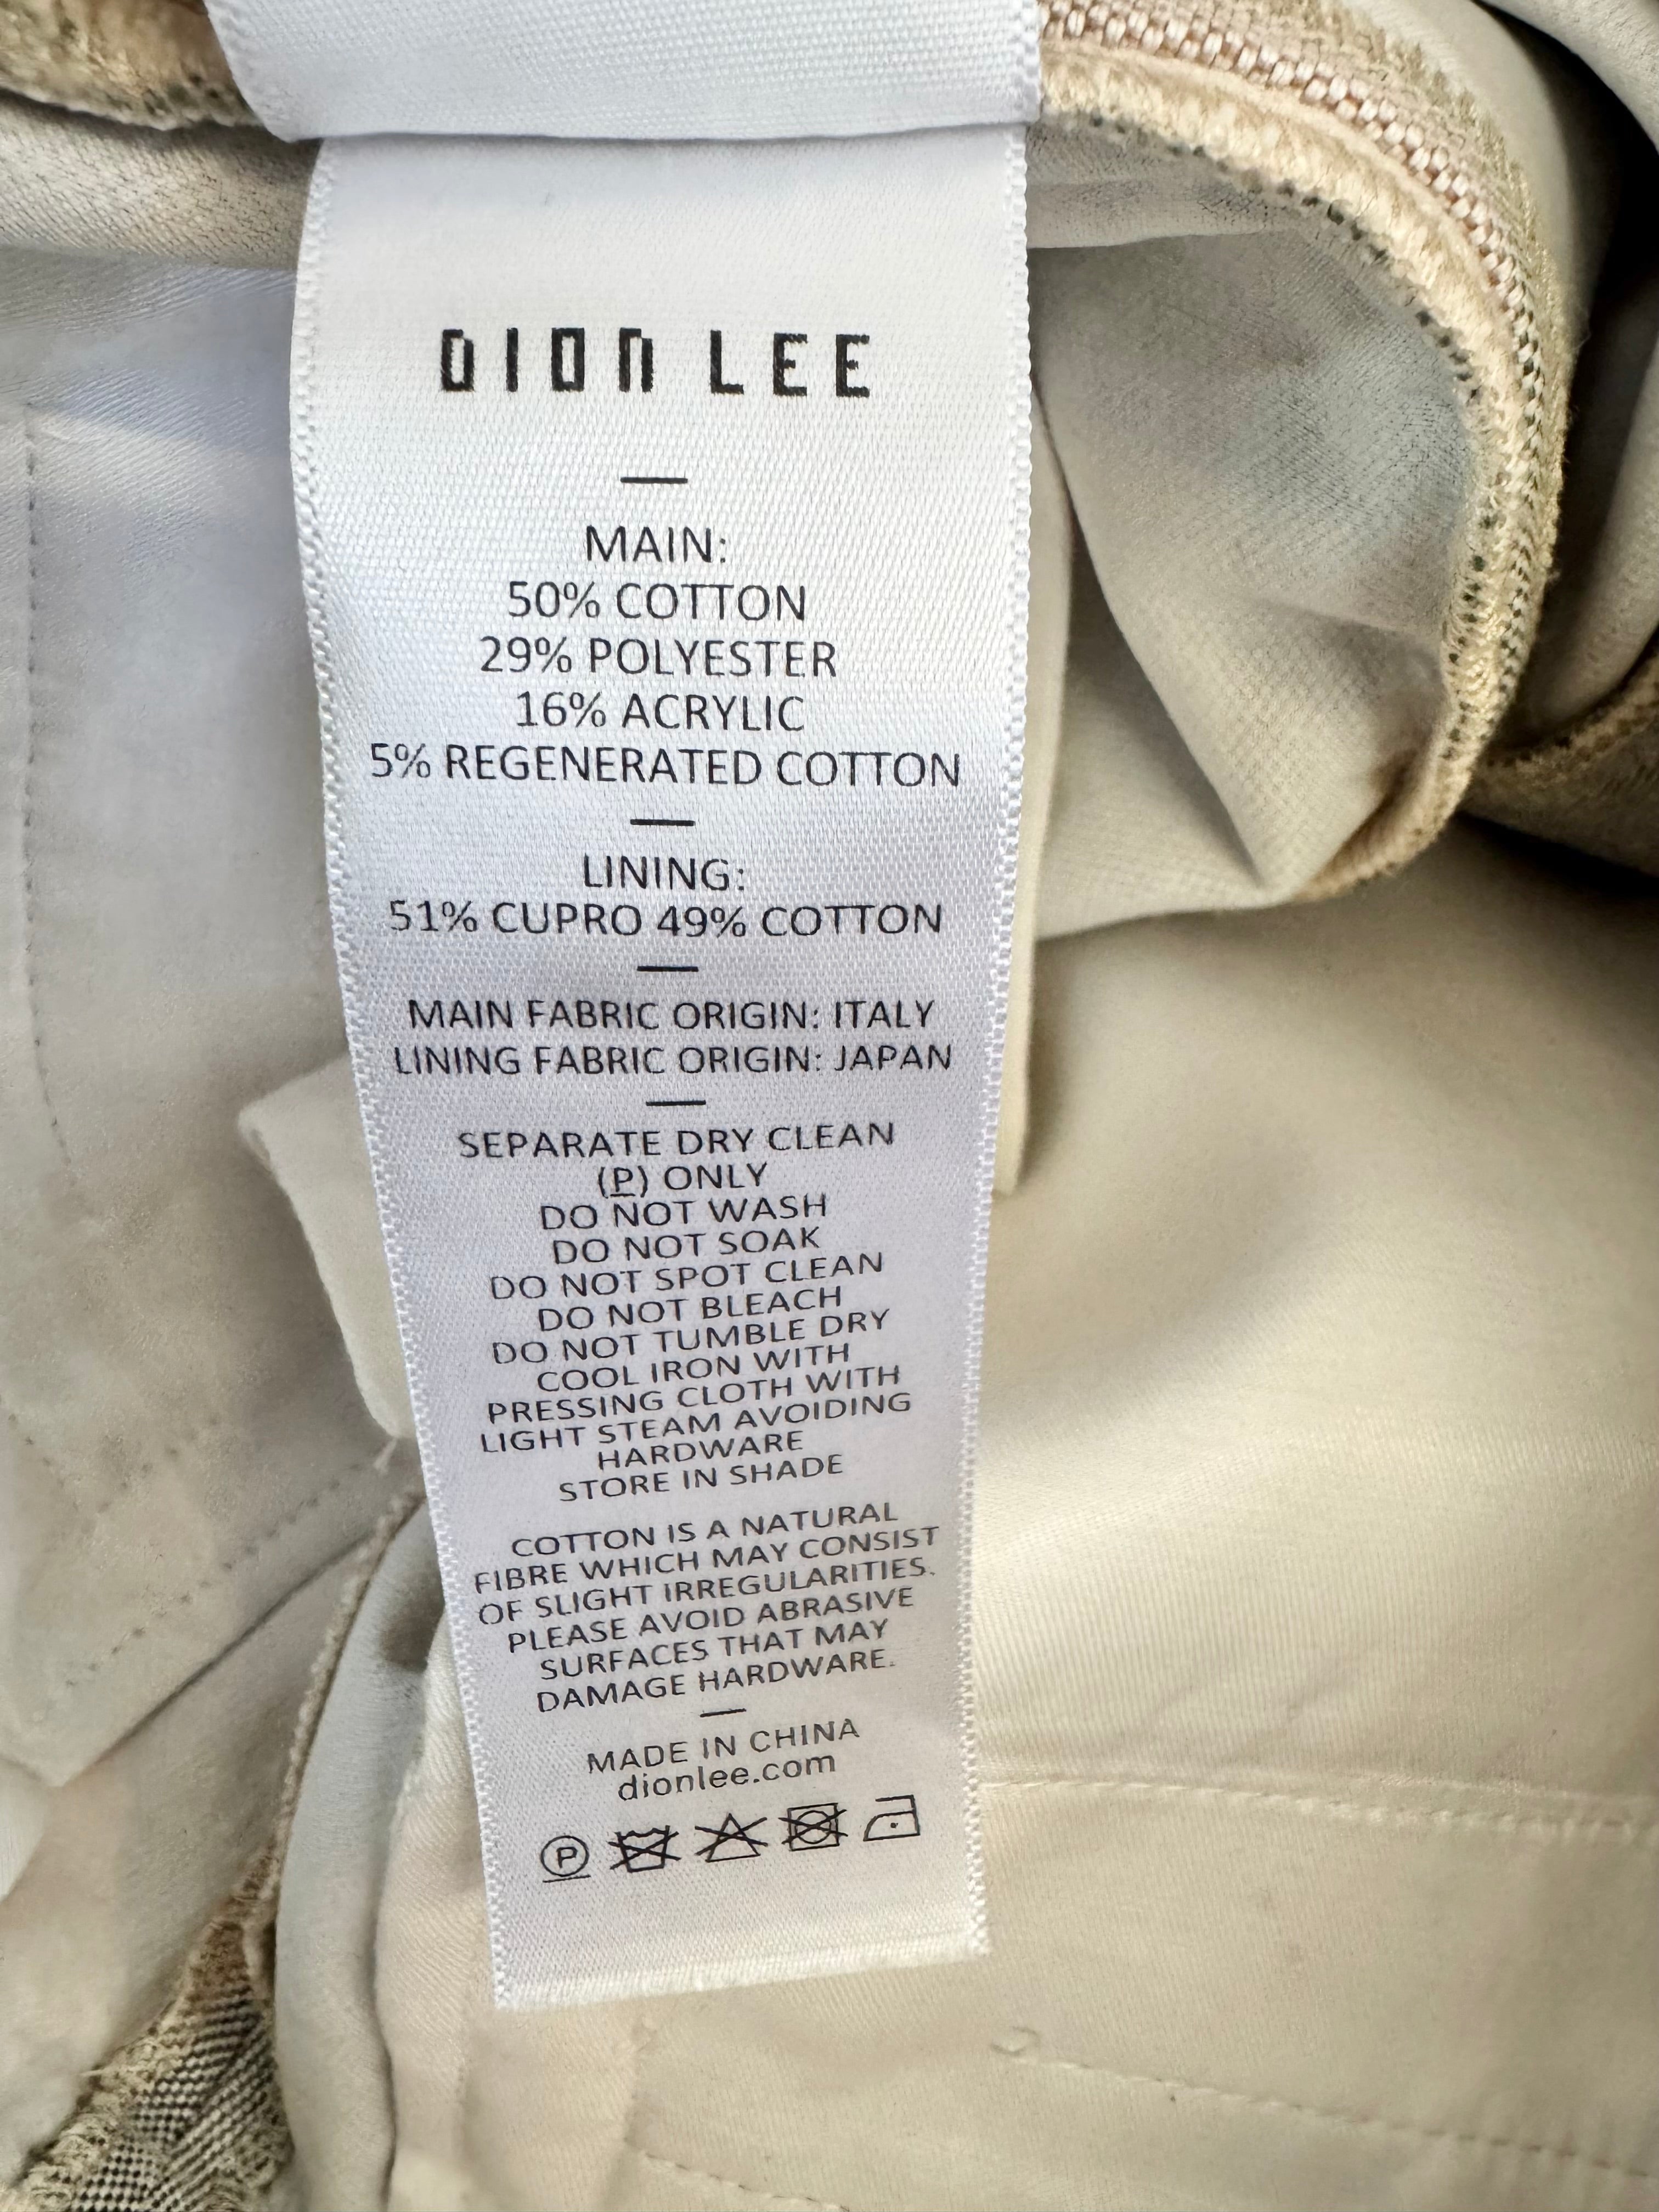 DION LEE
MAIN:
50% COTTON
29% POLYESTER
16% ACRYLIC
5% REGENERATED COTTON
LINING:
51% CUPRO 49% COTTON
MAIN FABRIC ORIGIN: ITALY
LINING FABRIC ORIGIN: JAPAN
SEPARATE DRY CLEAN
(P) ONLY
DO NOT WASH
DO NOT SOAK
DO NOT SPOT CLEAN
DO NOT BLEACH
DO NOT TUMBLE DRY
COOL IRON WITH
PRESSING CLOTH WITH
LIGHT STEAM AVOIDING
HARDWARE
STORE IN SHADE
COTTON IS A NATURAL
FIBRE WHICH MAY CONSIST
OF SLIGHT IRREGULARITIES.
PLEASE AVOID ABRASIVE
SURFACES THAT MAY
DAMAGE HARDWARE.
MADE IN CHINA
dionlee.com
P